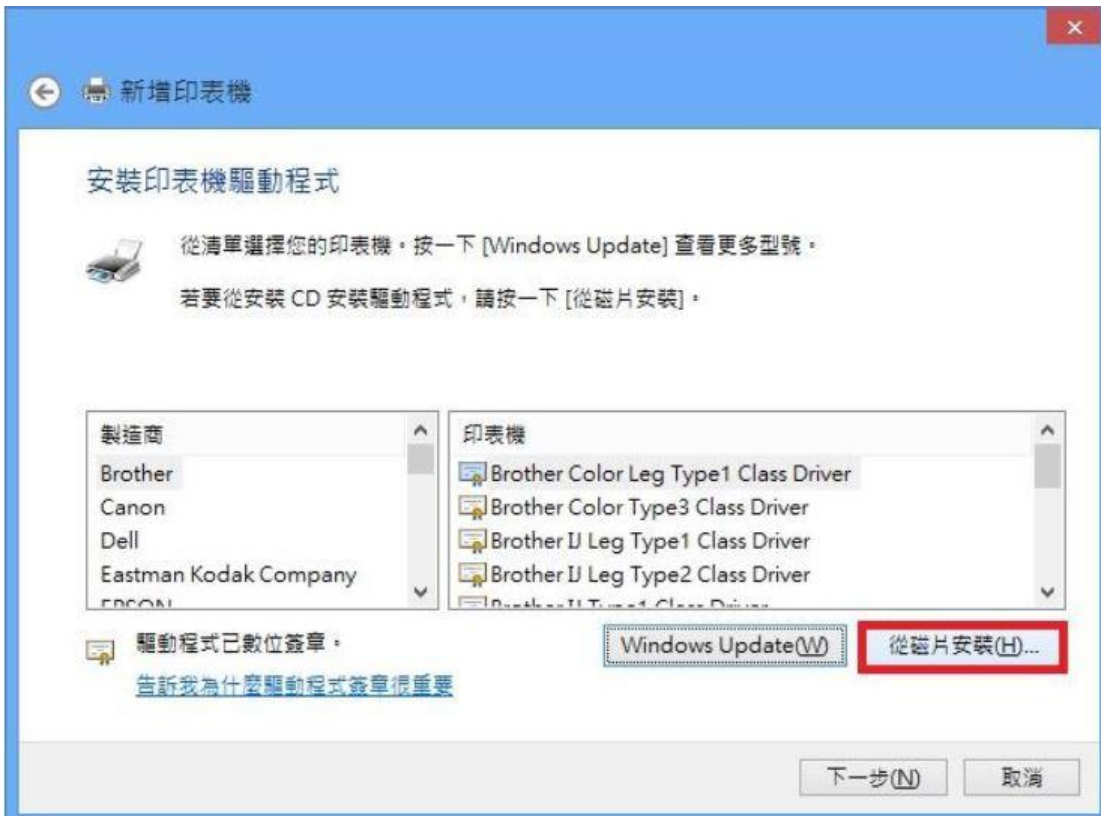 新增印表機
安裝印表機驅動程式
從清單選擇您的印表機。按一下 [Windows Update] 查看更多型號。
若要從安裝 CD 安裝驅動程式，請按一下 [從磁片安裝]。
製造商
Brother
Canon
Dell
Eastman Kodak Company
EPSON
印表機
Brother Color Leg Type1 Class Driver
Brother Color Type3 Class Driver
Brother IJ Leg Type1 Class Driver
Brother IJ Leg Type2 Class Driver
Brother IJ Type1 Class Driver
驅動程式已數位簽章。
告訴我為什麼驅動程式簽章很重要
Windows Update(W)
從磁片安裝(H)...
下一步(N)
取消